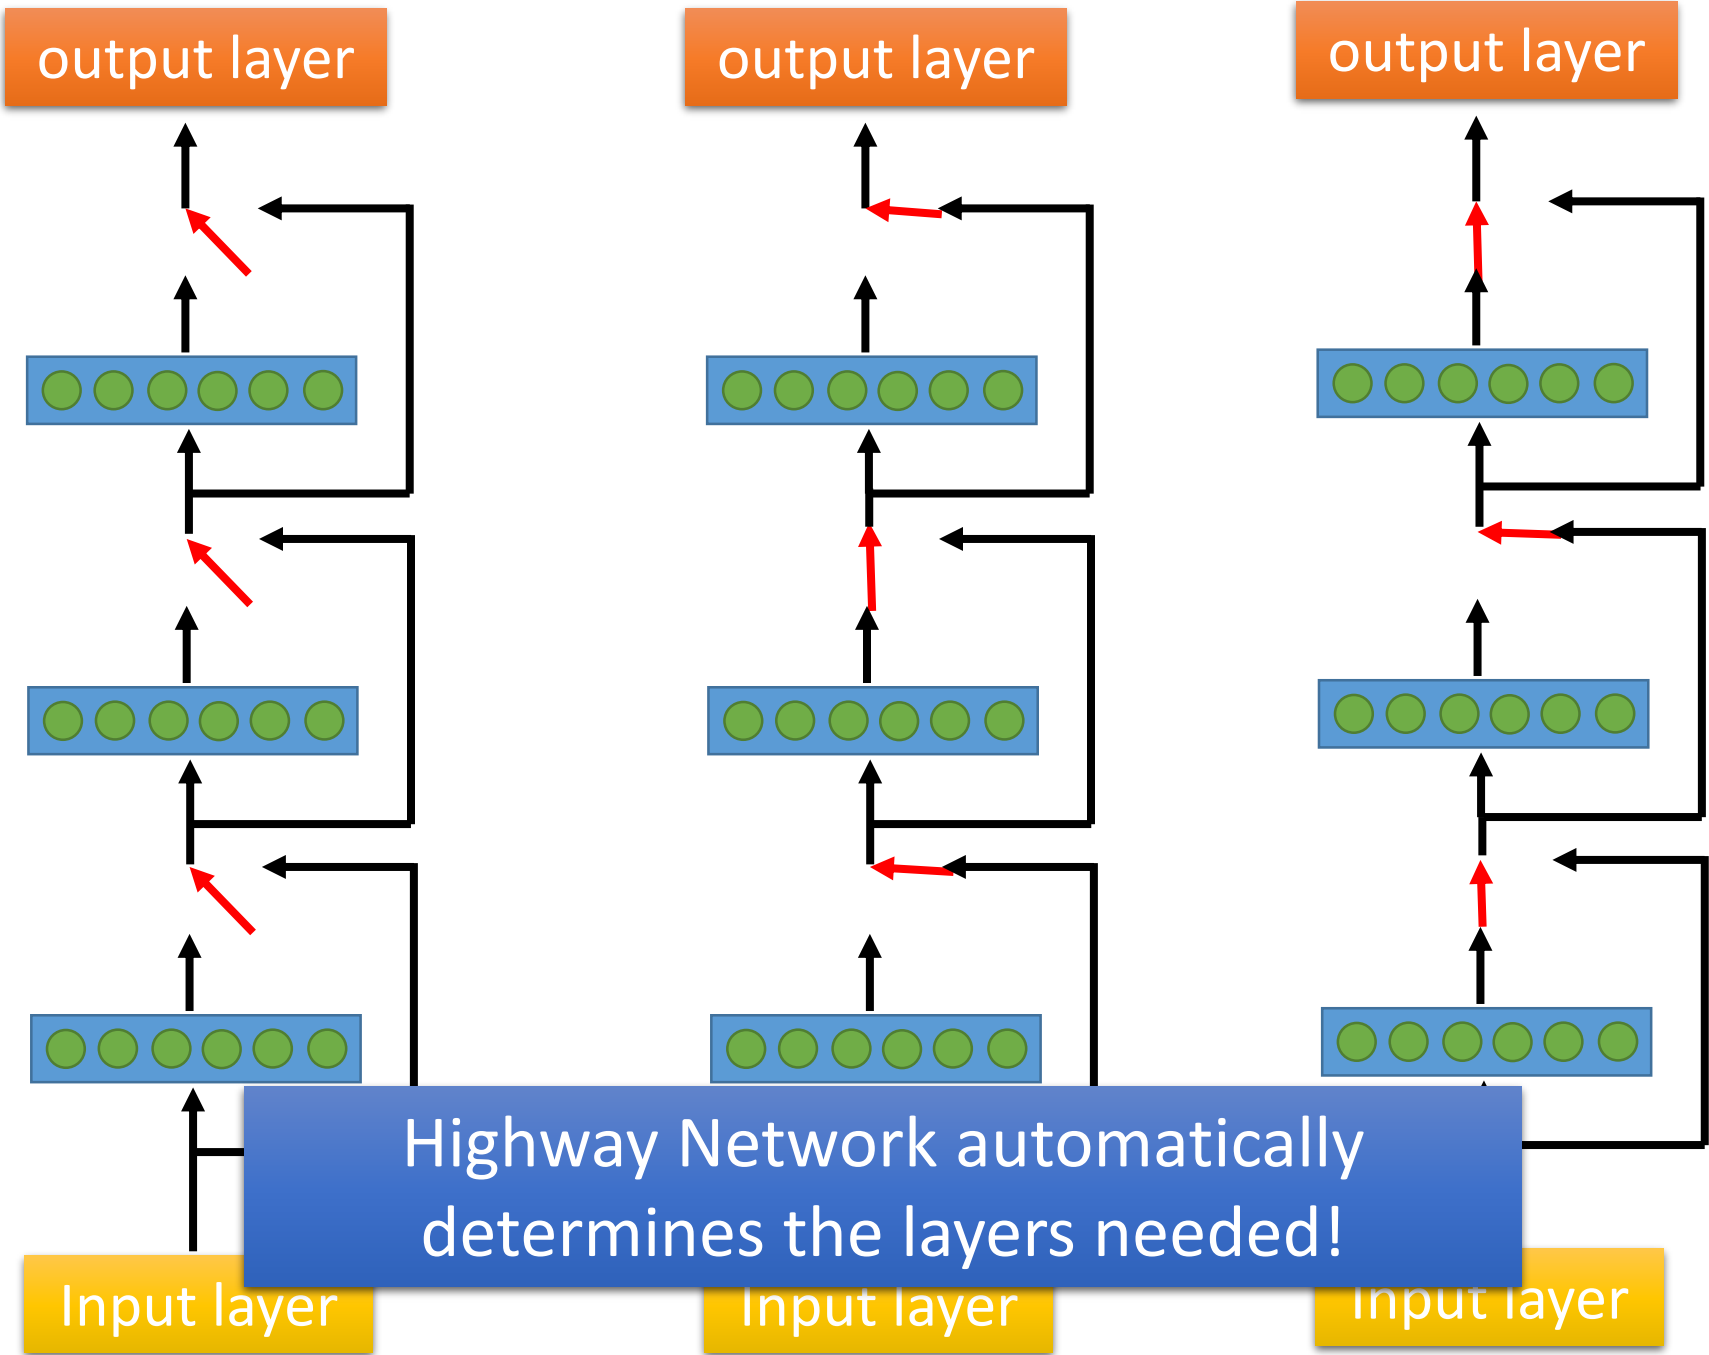 output layer
output layer
output layer
Highway Network automatically
determines the layers needed!
Input layer
Input layer
Input layer